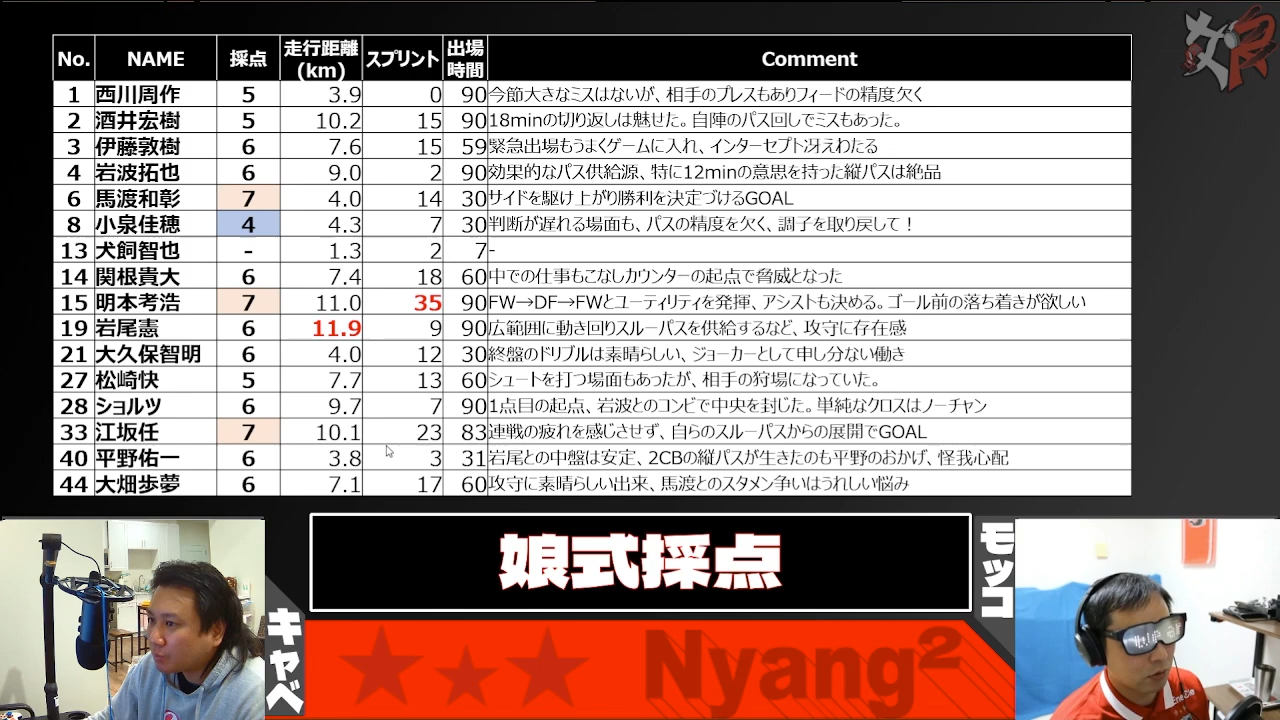 No. NAME 採点 走行距離(km) スプリント 出場時間 Comment
1 西川周作 5 3.9 0 90 今節大きなミスはないが、相手のプレスもありフィードの精度欠く
2 酒井宏樹 5 10.2 15 90 18minの切り返しは魅せた。自陣のパス回しでミスもあった。
3 伊藤敦樹 6 7.6 15 59 緊急出場もうよくゲームに入れ、インターセプト冴えわたる
4 岩波拓也 6 9.0 2 90 効果的なパス供給源、特に12minの意思を持った縦パスは絶品
6 馬渡和彰 7 4.0 14 30 サイドを駆け上がり勝利を決定づけるGOAL
8 小泉佳穂 4 4.3 7 30 判断が遅れる場面も、パスの精度を欠く、調子を取り戻して！
13 犬飼智也 - 1.3 2 7 -
14 関根貴大 6 7.4 18 60 中での仕事もこなしカウンターの起点で脅威となった
15 明本考浩 7 11.0 35 90 FW→DF→FWとユーティリティを発揮、アシストも決める。ゴール前の落ち着きが欲しい
19 岩尾憲 6 11.9 9 90 広範囲に動き回りスルーパスを供給するなど、攻守に存在感
21 大久保智明 6 4.0 12 30 終盤のドリブルは素晴らしい、ジョーカーとして申し分ない働き
27 松崎快 5 7.7 13 60 シュートを打つ場面もあったが、相手の狩場になっていた。
28 ショルツ 6 9.7 7 90 1点目の起点、岩波とのコンビで中央を封じた。単純なクロスはノーチャン
33 江坂任 7 10.1 23 83 連戦の疲れを感じさせず、自らのスルーパスからの展開でGOAL
40 平野佑一 6 3.8 3 31 岩尾との中盤は安定、2CBの縦パスが生きたのも平野のおかげ、怪我心配
44 大畑歩夢 6 7.1 17 60 攻守に素晴らしい出来、馬渡とのスタメン争いはうれしい悩み
娘式採点
キャベ
モッコ
★★★ Nyang²